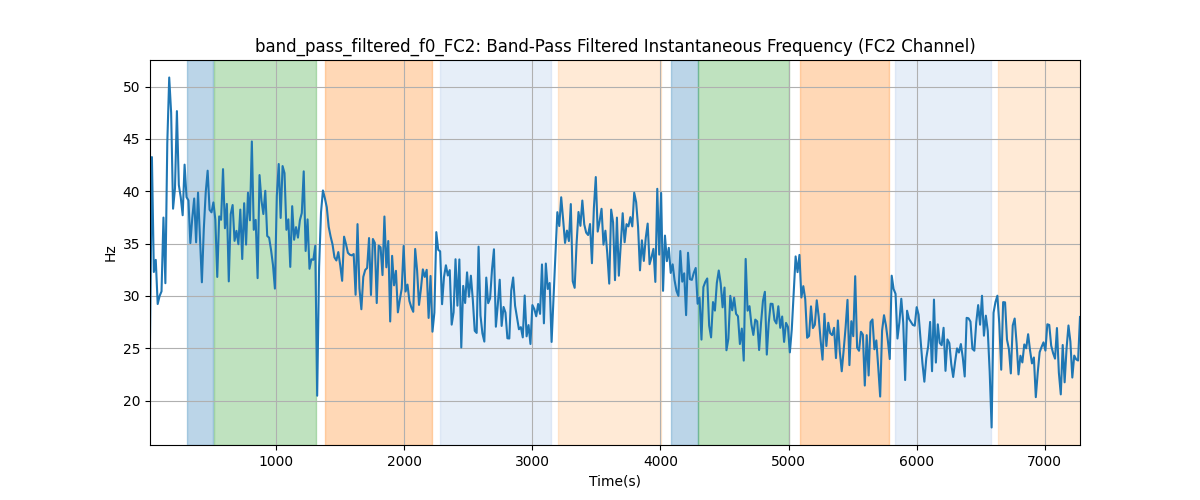 band_pass_filtered_f0_FC2: Band-Pass Filtered Instantaneous Frequency (FC2 Channel)
50
45
40
35
30
25
20
Hz
1000 2000 3000 4000 5000 6000 7000
Time(s)